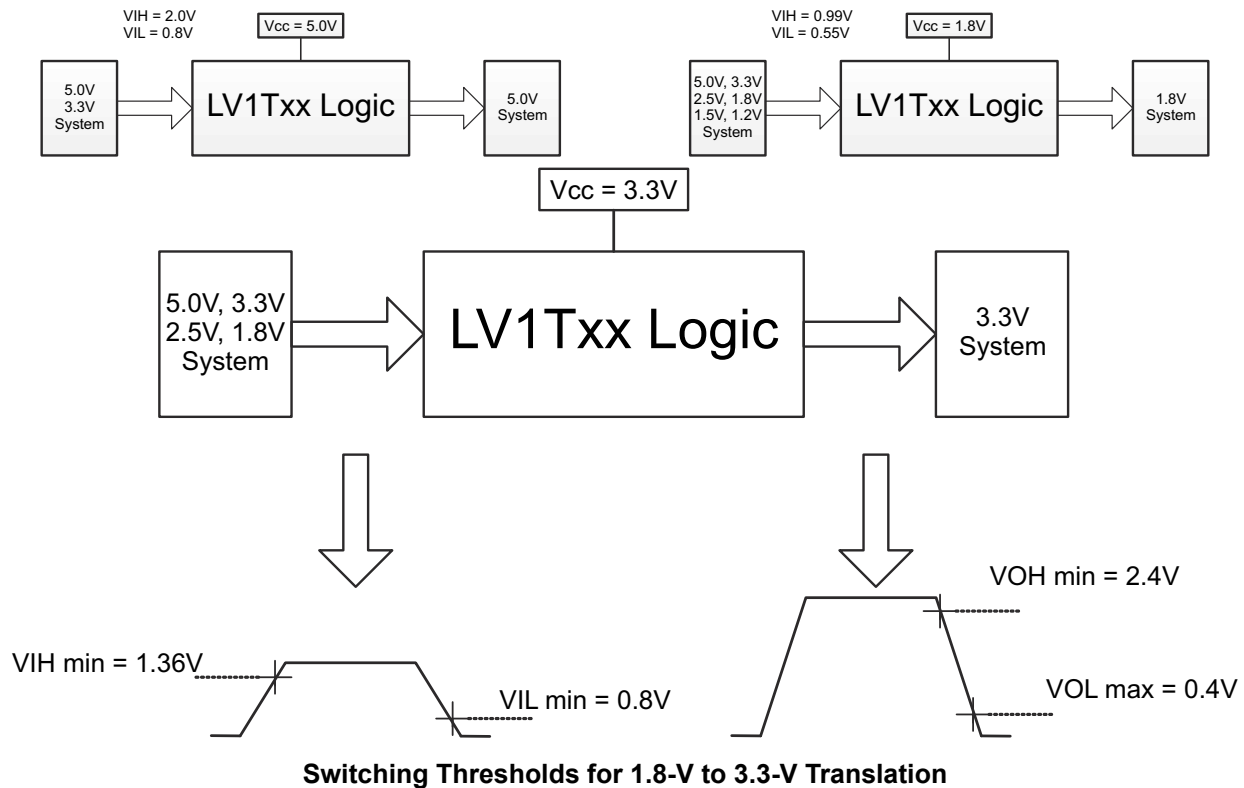 VIH = 2.0V
VIL = 0.8V
Vcc = 5.0V
5.0V
3.3V
System
LV1Txx Logic
5.0V
System
VIH = 0.99V
VIL = 0.55V
Vcc = 1.8V
5.0V, 3.3V
2.5V, 1.8V
1.5V, 1.2V
System
LV1Txx Logic
1.8V
System
Vcc = 3.3V
5.0V, 3.3V
2.5V, 1.8V
System
LV1Txx Logic
3.3V
System
VIH min = 1.36V
VIL min = 0.8V
VOH min = 2.4V
VOL max = 0.4V
Switching Thresholds for 1.8-V to 3.3-V Translation